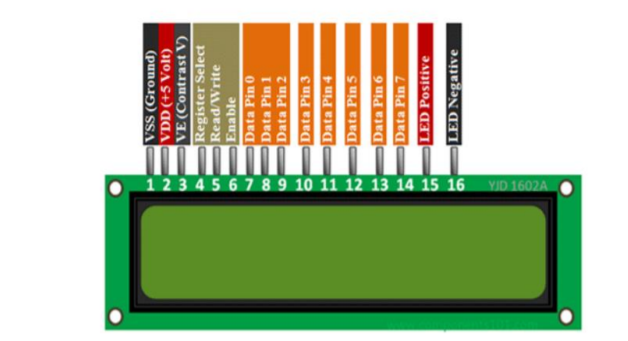 VSS (Ground)
VDD (+5 Volt)
VE (Contrast V)
Register Select
Read/Write
Enable
Data Pin 0
Data Pin 1
Data Pin 2
Data Pin 3
Data Pin 4
Data Pin 5
Data Pin 6
Data Pin 7
LED Positive
LED Negative
1 2 3 4 5 6 7 8 9 10 11 12 13 14 15 16 YJD 1602A